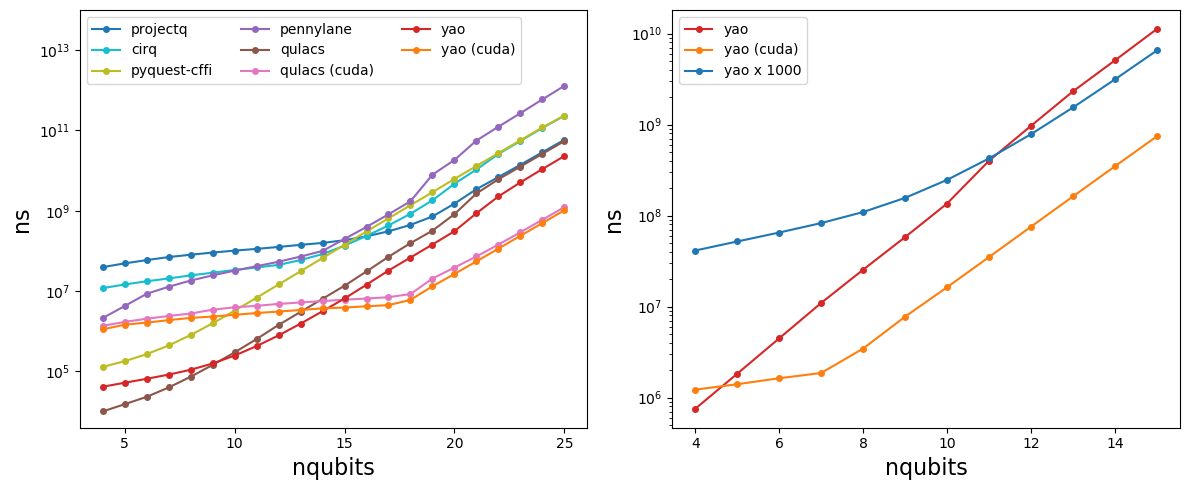 projectq
cirq
pyquest-cffi
pennylane
qulacs
qulacs (cuda)
yao
yao (cuda)
10^13
10^11
10^9
10^7
10^5
ns
5 10 15 20 25
nqubits
yao
yao (cuda)
yao x 1000
10^10
10^9
10^8
10^7
10^6
ns
4 6 8 10 12 14
nqubits